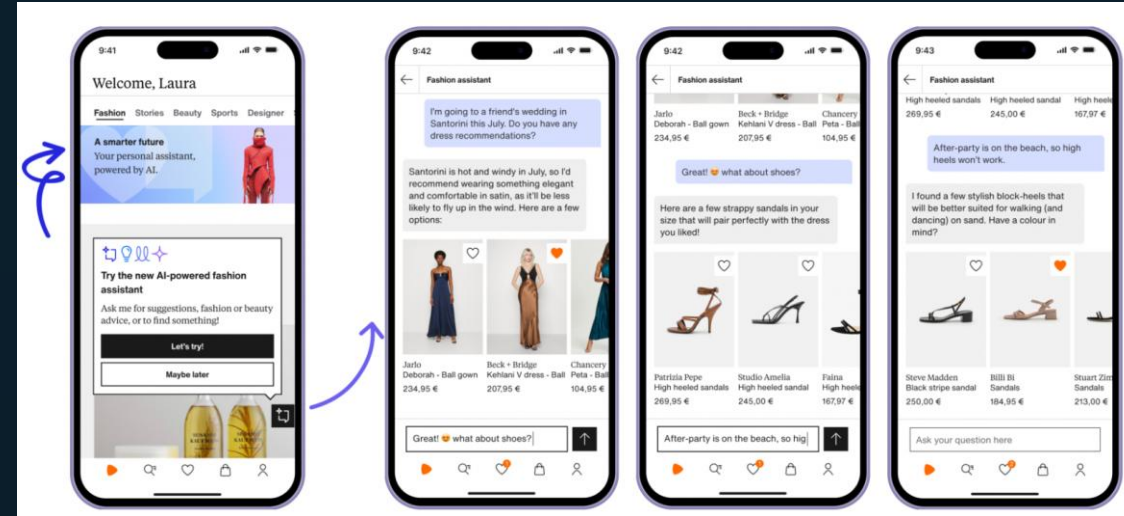 9:41
Welcome, Laura
Fashion Stories Beauty Sports Designer
A smarter future
Your personal assistant,
powered by AI.
Try the new AI-powered fashion
assistant
Ask me for suggestions, fashion or beauty
advice, or to find something!
Let's try!
Maybe later
9:42
Fashion assistant
I'm going to a friend's wedding in
Santorini this July. Do you have any
dress recommendations?
Santorini is hot and windy in July, so I'd
recommend wearing something elegant
and comfortable in satin, as it'll be less
likely to fly up in the wind. Here are a few
options:
Jarlo Beck + Bridge Chancery
Deborah - Ball gown Kehlani V dress - Ball Peta - Ball
234,95 € 207,95 € 104,95 €
Great! 😍 what about shoes?
9:42
Fashion assistant
Jarlo Beck + Bridge Chancery
Deborah - Ball gown Kehlani V dress - Ball Peta - Ball
234,95 € 207,95 € 104,95 €
Great! 😍 what about shoes?
Here are a few strappy sandals in your
size that will pair perfectly with the dress
you liked!
Patrizia Pepe Studio Amelia Faina
High heeled sandals High heeled sandal High heele
269,95 € 245,00 € 167,97 €
After-party is on the beach, so hig
9:43
Fashion assistant
High heeled sandals High heeled sandal High heele
269,95 € 245,00 € 167,97 €
After-party is on the beach, so high
heels won't work.
I found a few stylish block-heels that
will be better suited for walking (and
dancing) on sand. Have a colour in
mind?
Steve Madden Billi Bi Stuart Zim
Black stripe sandal Sandals Sandals
250,00 € 184,95 € 213,00 €
Ask your question here